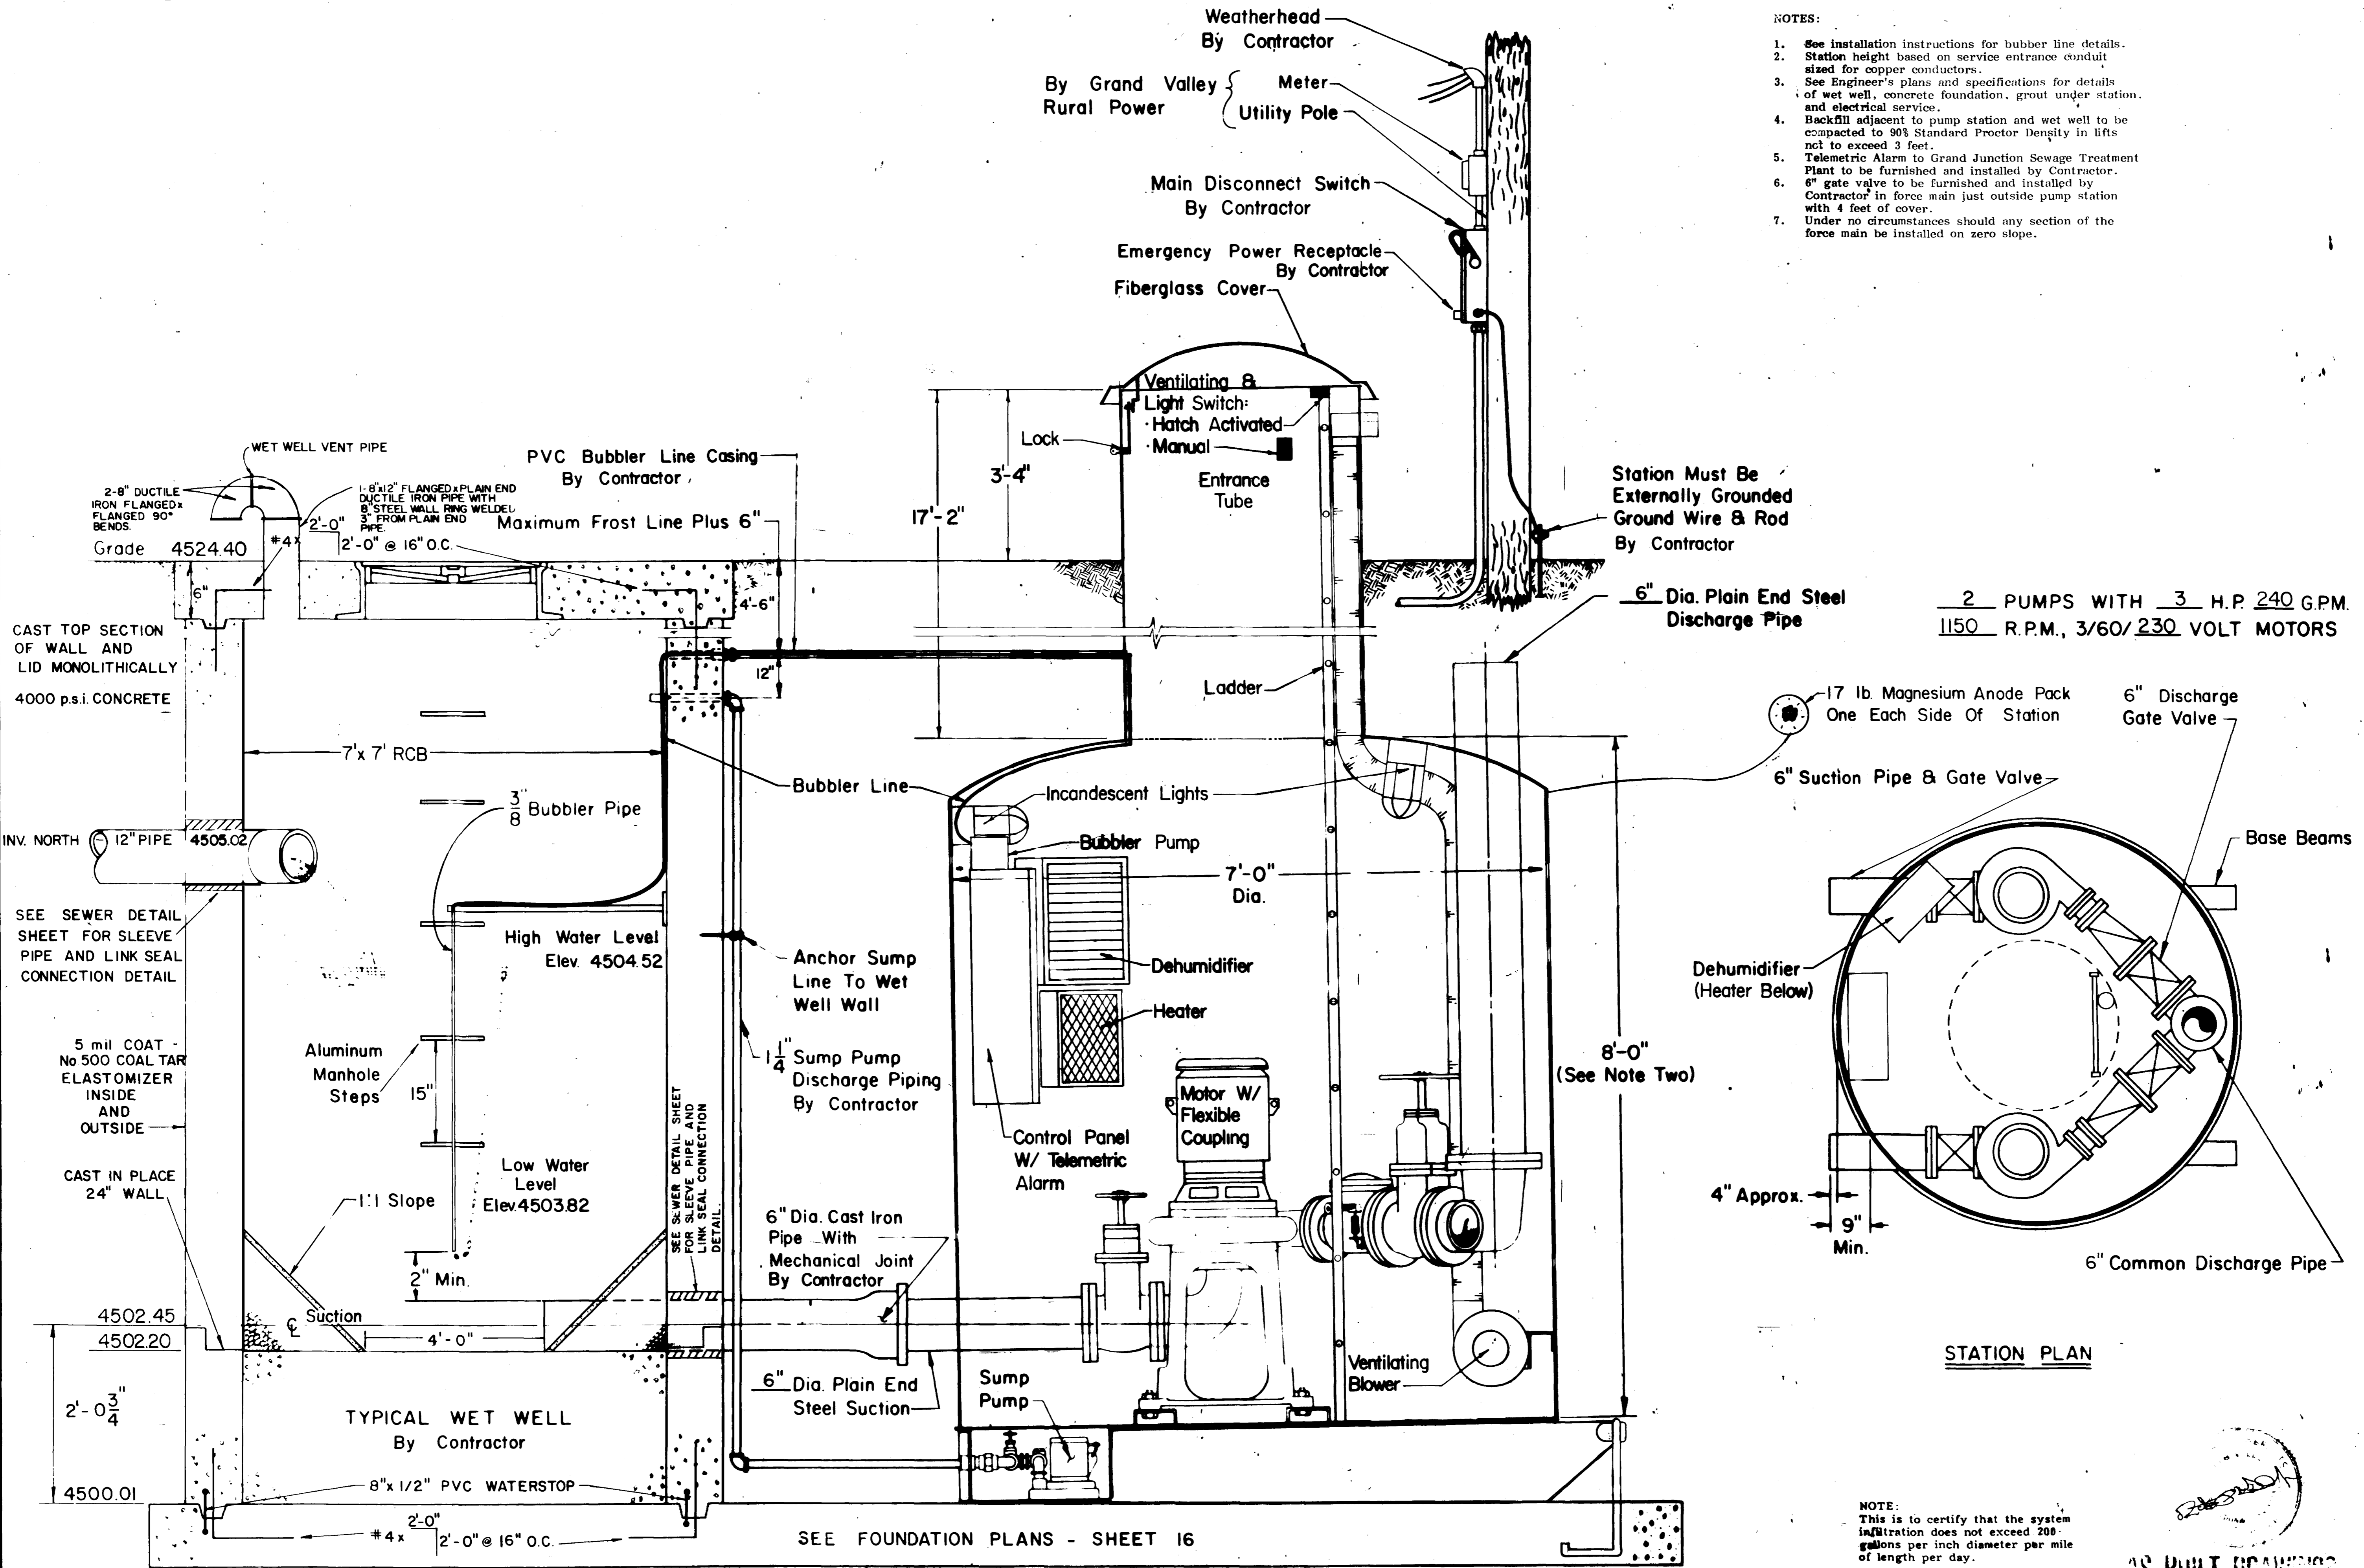 Weatherhead
By Contractor
By Grand Valley
Rural Power
Meter
Utility Pole
Main Disconnect Switch
By Contractor
Emergency Power Receptacle
By Contractor
Fiberglass Cover
NOTES:
1. See installation instructions for bubber line details.
2. Station height based on service entrance conduit
sized for copper conductors.
3. See Engineer's plans and specifications for details
of wet well, concrete foundation, grout under station.
and electrical service.
4. Backfill adjacent to pump station and wet well to be
compacted to 90% Standard Proctor Density in lifts
not to exceed 3 feet.
5. Telemetric Alarm to Grand Junction Sewage Treatment
Plant to be furnished and installed by Contractor.
6. 6" gate valve to be furnished and installed by
Contractor in force main just outside pump station
with 4 feet of cover.
7. Under no circumstances should any section of the
force main be installed on zero slope.
Ventilating &
Light Switch:
·Hatch Activated
·Manual
Lock
Entrance
Tube
3'-4"
17'-2"
WET WELL VENT PIPE
2-8" DUCTILE
IRON FLANGED x
FLANGED 90°
BENDS.
1-8"x12" FLANGED x PLAIN END
DUCTILE IRON PIPE WITH
8" STEEL WALL RING WELDED
3" FROM PLAIN END
PIPE.
PVC Bubbler Line Casing
By Contractor
Maximum Frost Line Plus 6"
Grade 4524.40
#4x 2'-0"
2'-0" @ 16" O.C.
6"
4'-6"
12"
Station Must Be
Externally Grounded
Ground Wire & Rod
By Contractor
6" Dia. Plain End Steel
Discharge Pipe
2 PUMPS WITH 3 H.P. 240 G.P.M.
1150 R.P.M., 3/60/230 VOLT MOTORS
CAST TOP SECTION
OF WALL AND
LID MONOLITHICALLY
4000 p.s.i. CONCRETE
7'x 7' RCB
Ladder
17 lb. Magnesium Anode Pack
One Each Side Of Station
6" Discharge
Gate Valve
6" Suction Pipe & Gate Valve
Base Beams
Bubbler Line
Incandescent Lights
3/8" Bubbler Pipe
Bubbler Pump
INV. NORTH 12" PIPE 4505.02
7'-0"
Dia.
SEE SEWER DETAIL
SHEET FOR SLEEVE
PIPE AND LINK SEAL
CONNECTION DETAIL
High Water Level
Elev. 4504.52
Anchor Sump
Line To Wet
Well Wall
Dehumidifier
Heater
Dehumidifier
(Heater Below)
5 mil COAT -
No. 500 COAL TAR
ELASTOMIZER
INSIDE
AND
OUTSIDE
Aluminum
Manhole
Steps
15"
1 1/4" Sump Pump
Discharge Piping
By Contractor
8'-0"
(See Note Two)
Motor W/
Flexible
Coupling
Control Panel
W/ Telemetric
Alarm
SEE SEWER DETAIL SHEET
FOR SLEEVE PIPE AND
LINK SEAL CONNECTION
DETAIL.
CAST IN PLACE
24" WALL
1:1 Slope
Low Water
Level
Elev. 4503.82
6" Dia. Cast Iron
Pipe With
Mechanical Joint
By Contractor
4" Approx.
9"
Min.
6" Common Discharge Pipe
2" Min.
4502.45
4502.20
℄ Suction
4'-0"
STATION PLAN
Ventilating
Blower
6" Dia. Plain End
Steel Suction
Sump
Pump
2'-0 3/4"
TYPICAL WET WELL
By Contractor
8"x 1/2" PVC WATERSTOP
4500.01
#4x 2'-0"
2'-0" @ 16" O.C.
SEE FOUNDATION PLANS - SHEET 16
NOTE:
This is to certify that the system
infiltration does not exceed 200
gallons per inch diameter per mile
of length per day.